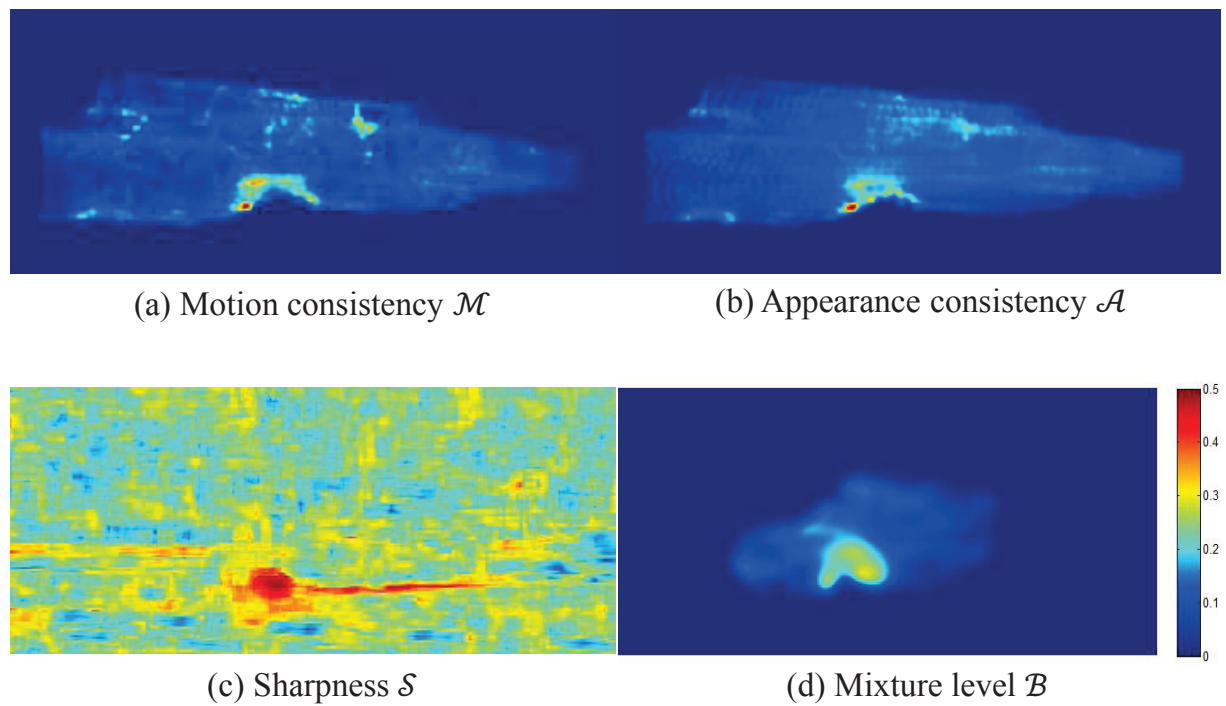 (a) Motion consistency ℳ
(b) Appearance consistency 𝒜
0.5
0.4
0.3
0.2
0.1
0
(c) Sharpness 𝒮
(d) Mixture level ℬ